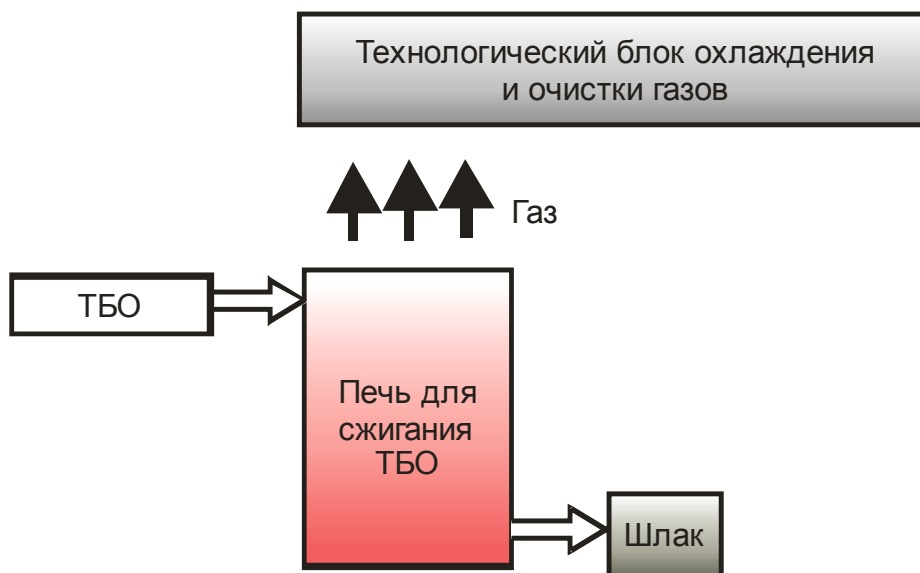 Технологический блок охлаждения
и очистки газов
Газ
ТБО
Печь для
сжигания
ТБО
Шлак